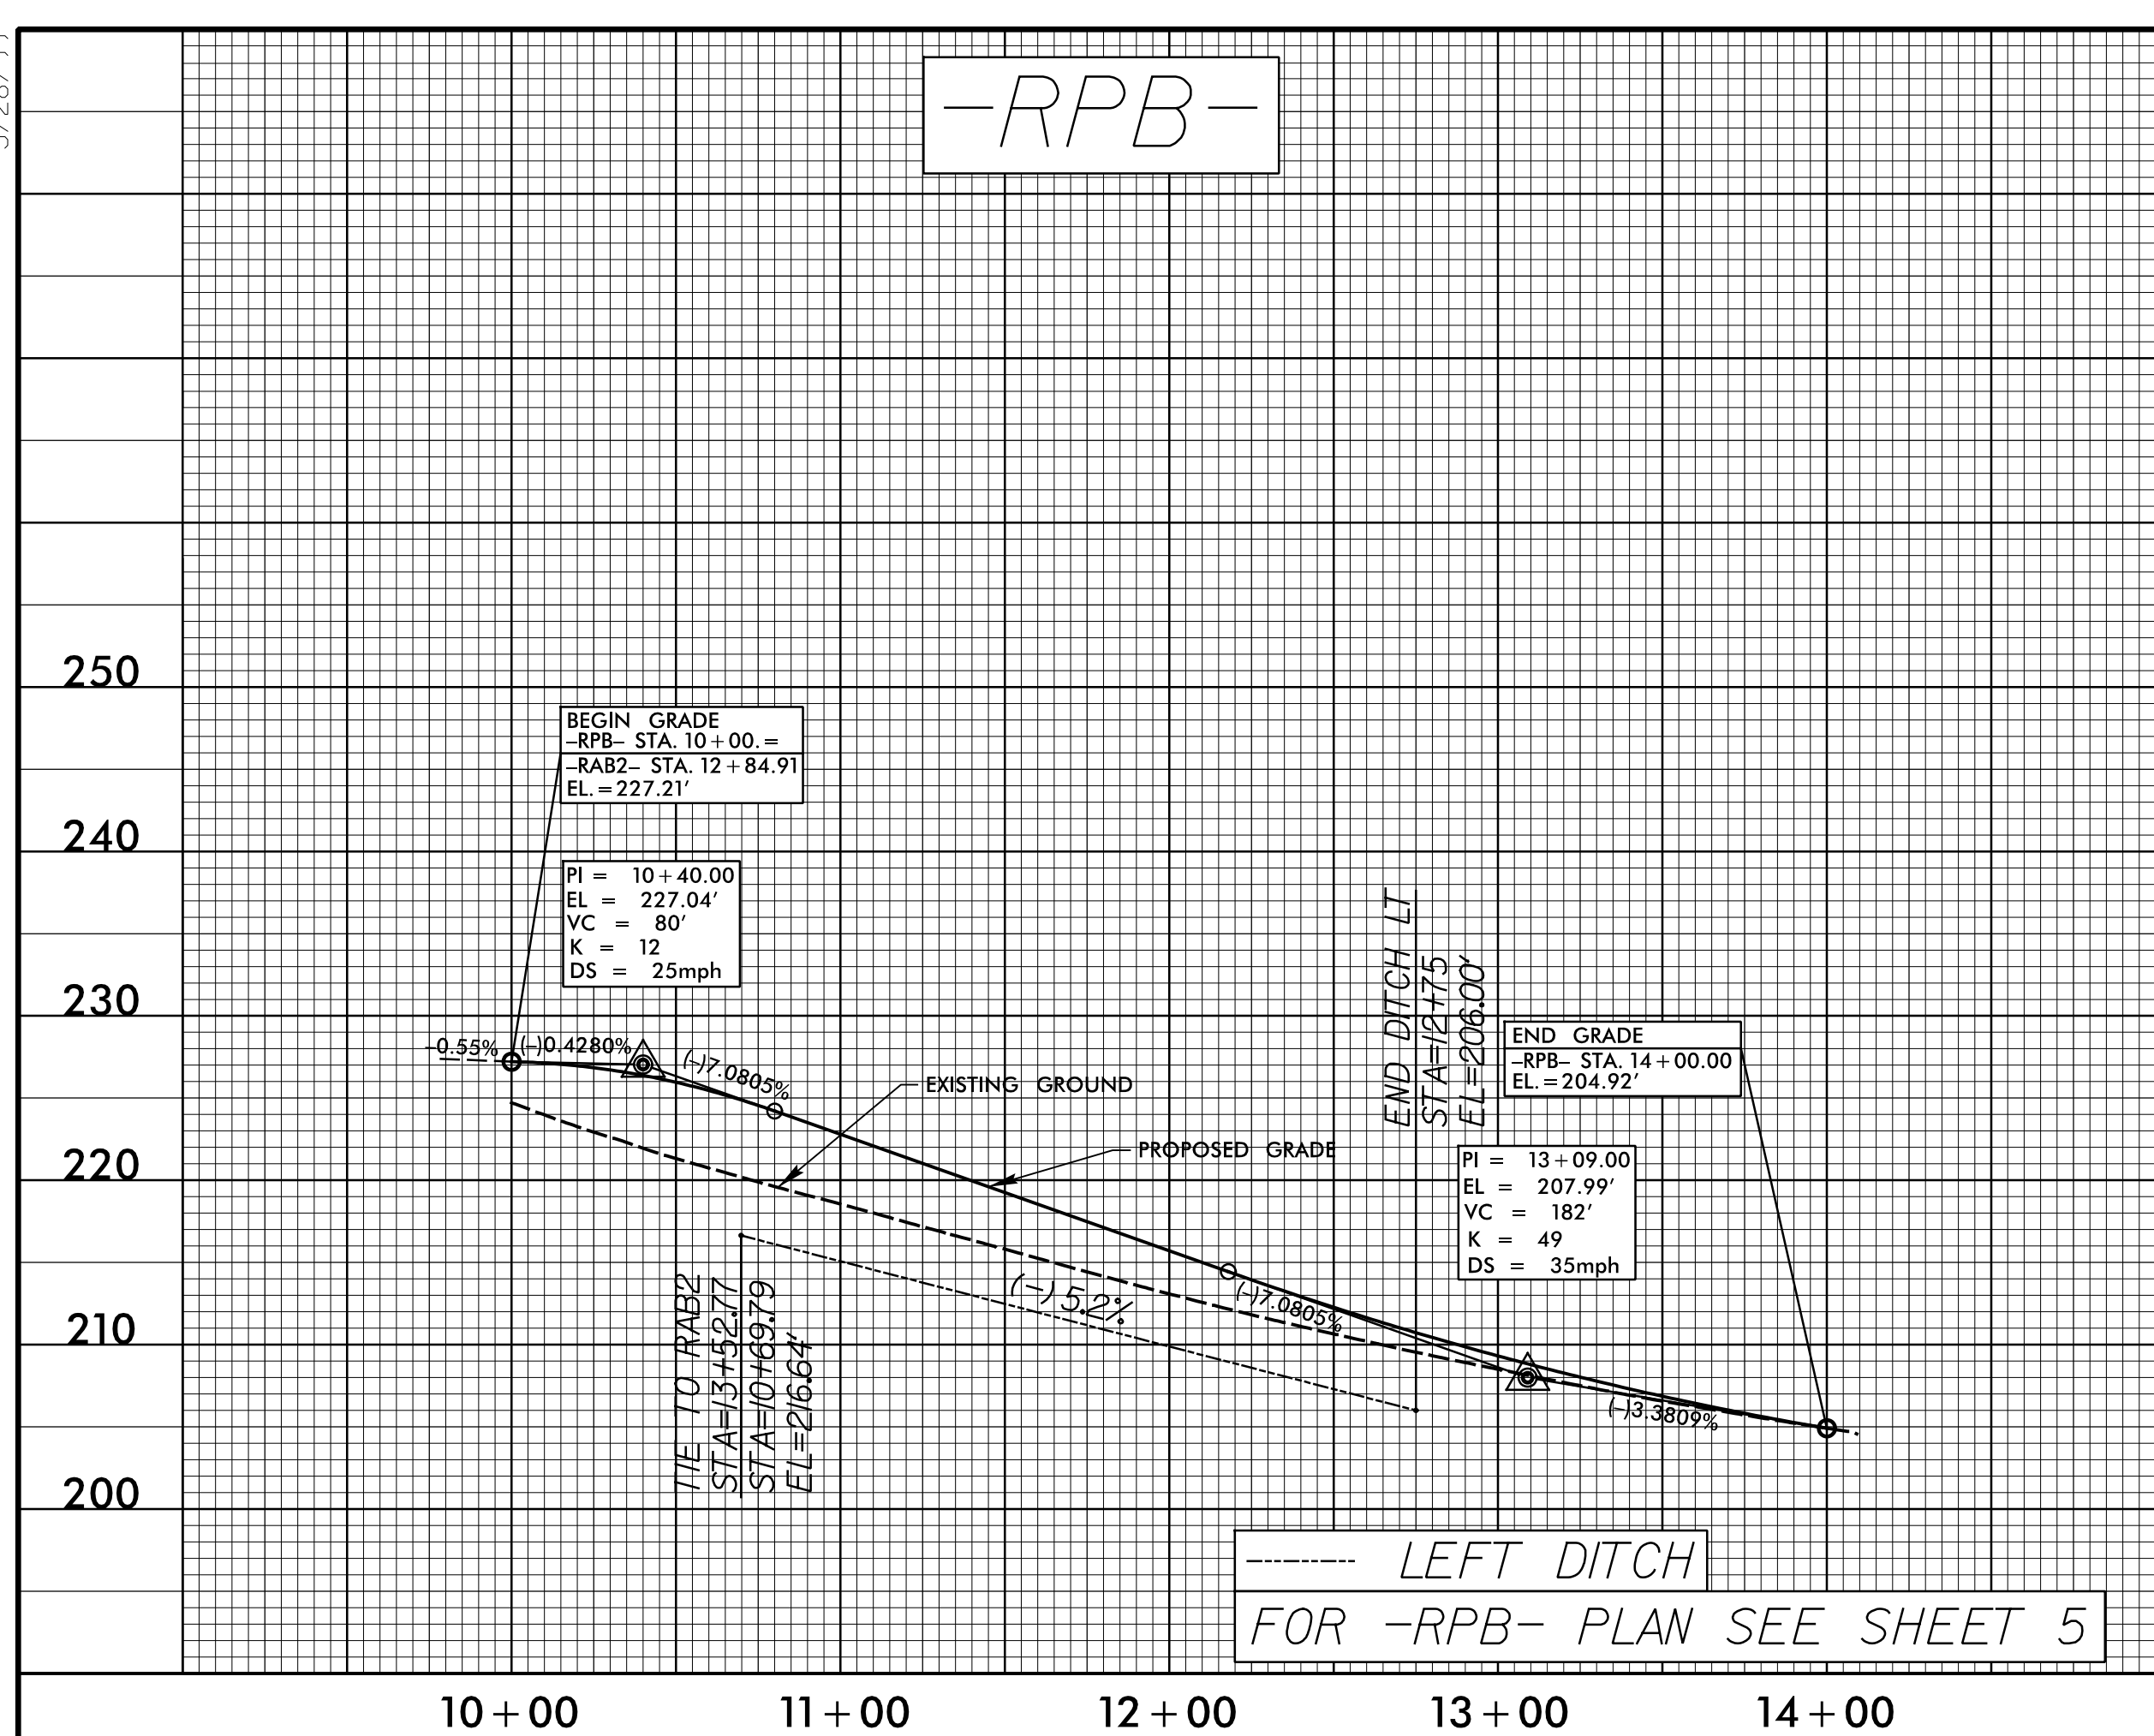 -RPB-
250
240
230
220
210
200
BEGIN GRADE
-RPB- STA. 10+00. =
-RAB2- STA. 12+84.91
EL. = 227.21'
PI = 10+40.00
EL = 227.04'
VC = 80'
K = 12
DS = 25mph
-0.55%
(-)0.4280%
(-)7.0805%
EXISTING GROUND
PROPOSED GRADE
END DITCH LT
STA=12+75
EL=206.00'
END GRADE
-RPB- STA. 14+00.00
EL. = 204.92'
PI = 13+09.00
EL = 207.99'
VC = 182'
K = 49
DS = 35mph
(-)5.2%
(-)7.0805%
(-)3.3809%
TIE TO RAB2
STA=13+52.77
STA=10+69.79
EL=216.64'
LEFT DITCH
FOR -RPB- PLAN SEE SHEET 5
10+00 11+00 12+00 13+00 14+00